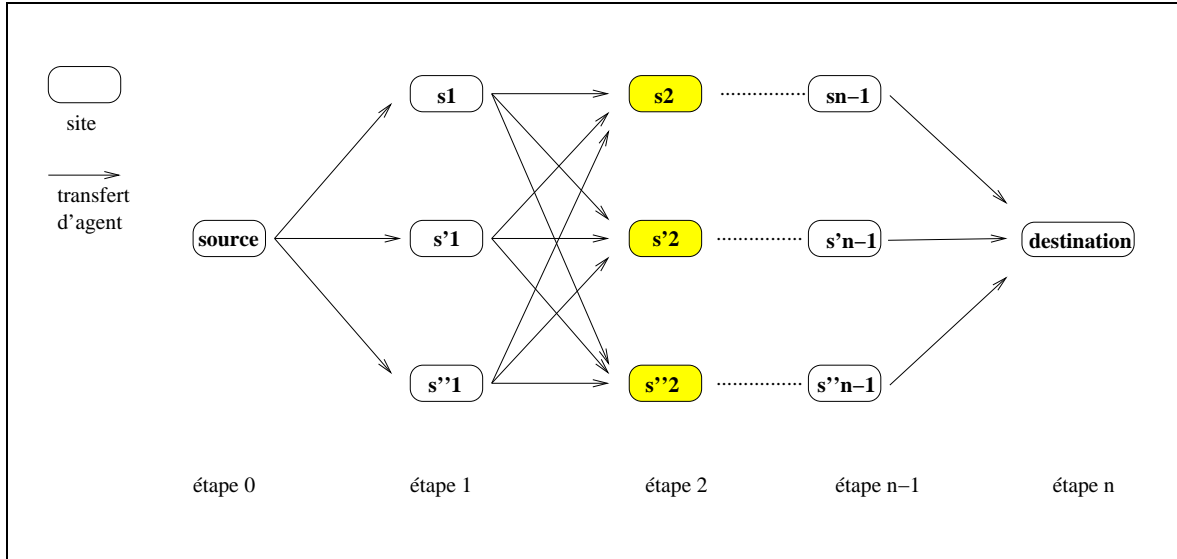 site
transfert
d'agent
s1
s2
sn−1
source
s'1
s'2
s'n−1
destination
s''1
s''2
s''n−1
étape 0
étape 1
étape 2
étape n−1
étape n